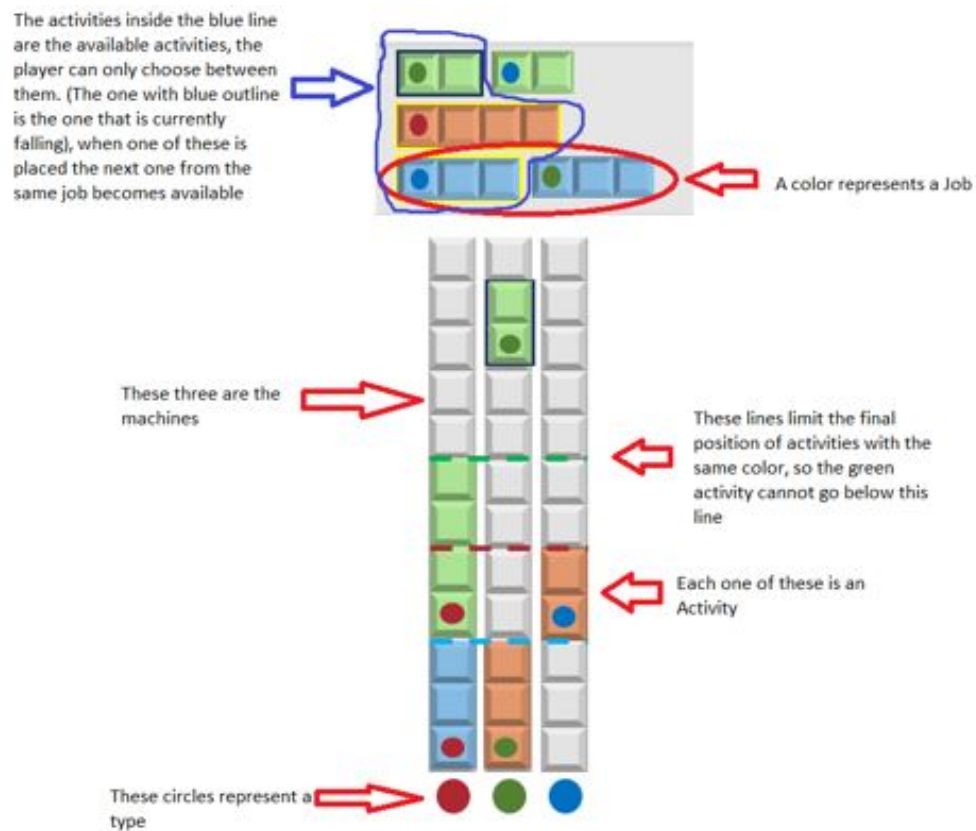 The activities inside the blue line
are the available activities, the
player can only choose between
them. (The one with blue outline
is the one that is currently
falling), when one of these is
placed the next one from the
same job becomes available
A color represents a Job
These three are the
machines
These lines limit the final
position of activities with the
same color, so the green
activity cannot go below this
line
Each one of these is an
Activity
These circles represent a
type